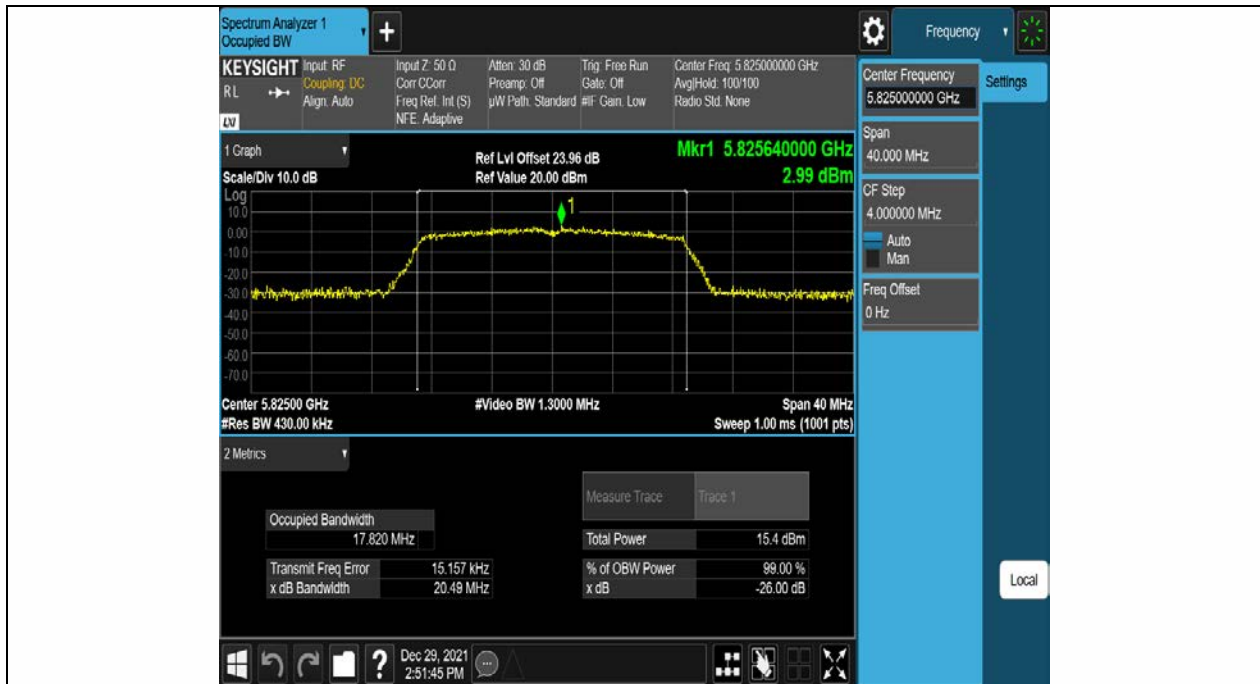 Spectrum Analyzer 1
Occupied BW
+
Frequency
KEYSIGHT
RL
LXI
Input: RF
Coupling: DC
Align: Auto
Input Z: 50 Ω
Corr CCorr
Freq Ref: Int (S)
NFE: Adaptive
Atten: 30 dB
Preamp: Off
µW Path: Standard
Trig: Free Run
Gate: Off
#IF Gain: Low
Center Freq: 5.825000000 GHz
Avg|Hold: 100/100
Radio Std: None
Center Frequency
5.825000000 GHz
Settings
Span
40.000 MHz
CF Step
4.000000 MHz
Auto
Man
Freq Offset
0 Hz
Local
1 Graph
Scale/Div 10.0 dB
Ref Lvl Offset 23.96 dB
Ref Value 20.00 dBm
Mkr1 5.825640000 GHz
2.99 dBm
Log
10.0
0.00
-10.0
-20.0
-30.0
-40.0
-50.0
-60.0
-70.0
1
Center 5.82500 GHz
#Video BW 1.3000 MHz
Span 40 MHz
#Res BW 430.00 kHz
Sweep 1.00 ms (1001 pts)
2 Metrics
Measure Trace Trace 1
Occupied Bandwidth
17.820 MHz
Total Power 15.4 dBm
Transmit Freq Error 15.157 kHz
% of OBW Power 99.00 %
x dB Bandwidth 20.49 MHz
x dB -26.00 dB
?
Dec 29, 2021
2:51:45 PM